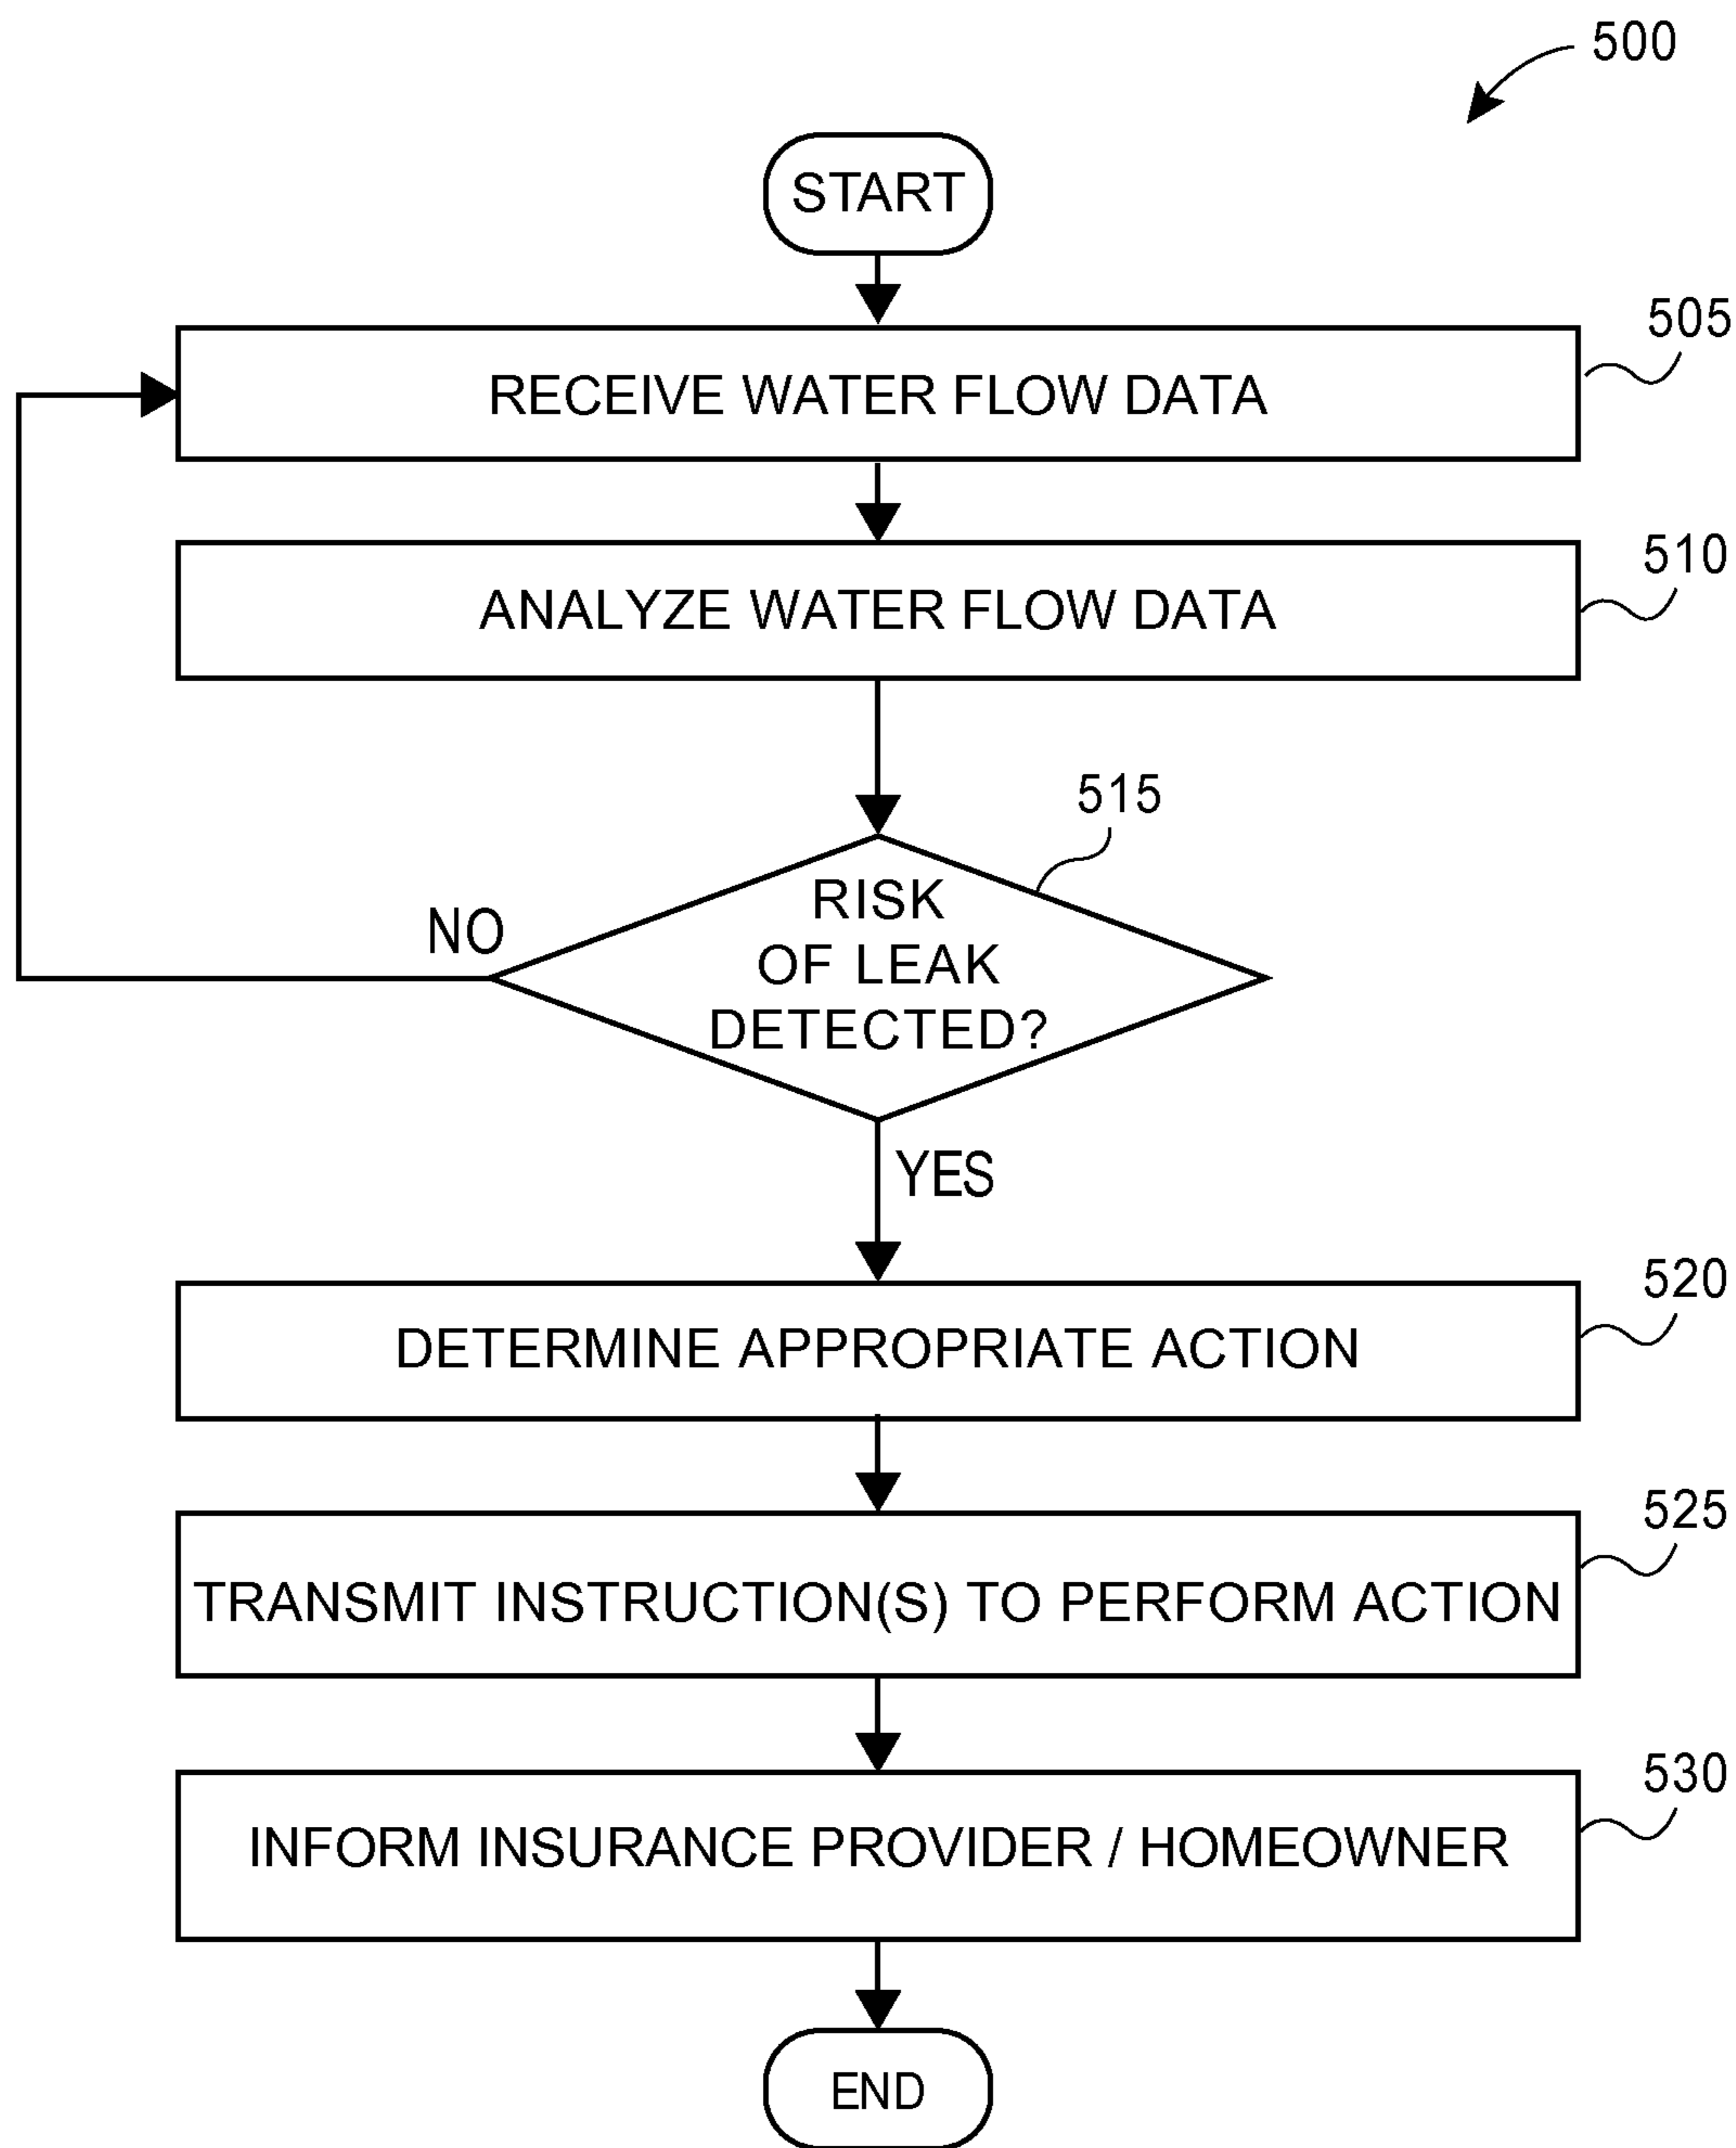 500
START
505
RECEIVE WATER FLOW DATA
510
ANALYZE WATER FLOW DATA
515
RISK
OF LEAK
DETECTED?
NO
YES
520
DETERMINE APPROPRIATE ACTION
525
TRANSMIT INSTRUCTION(S) TO PERFORM ACTION
530
INFORM INSURANCE PROVIDER / HOMEOWNER
END